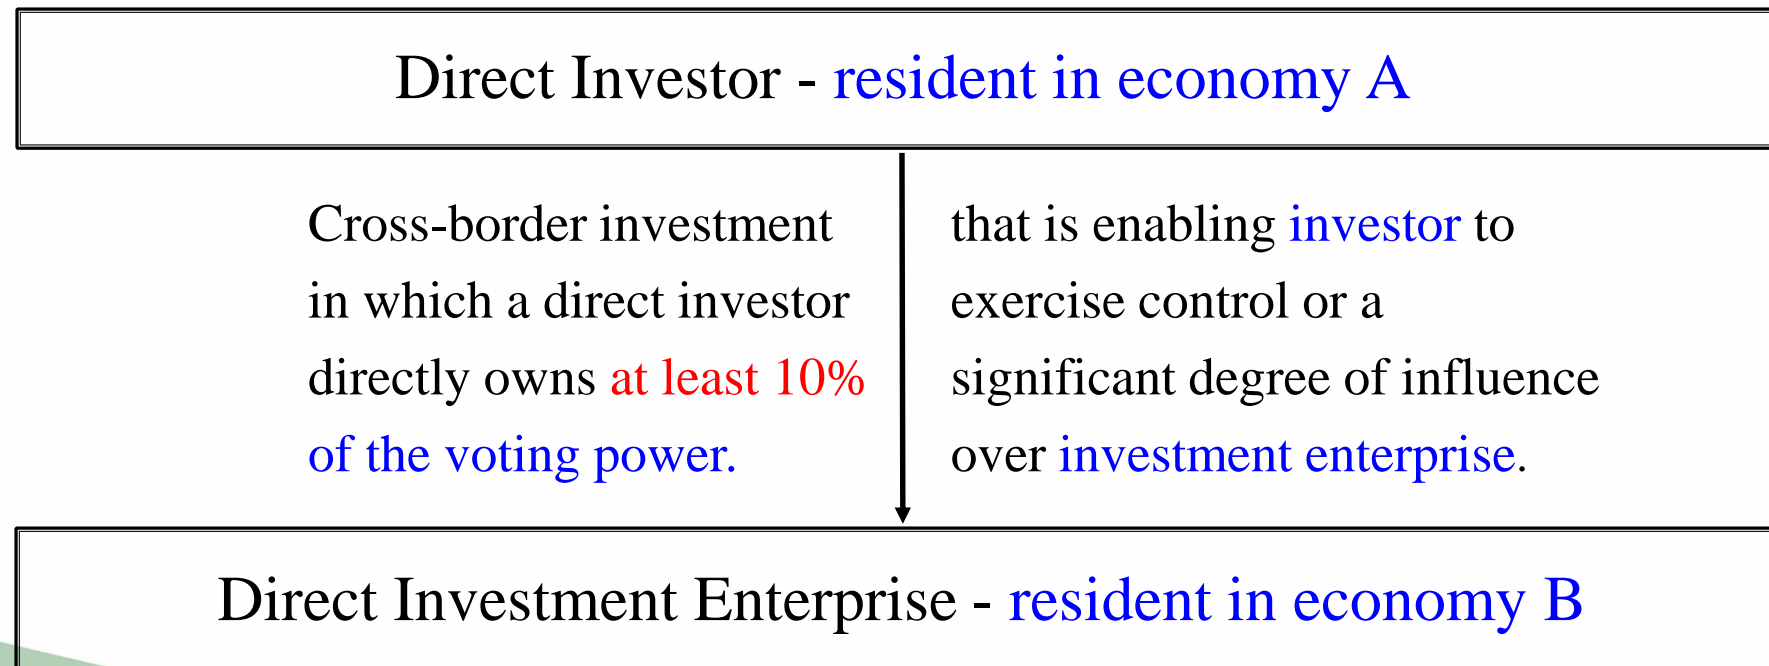 Direct Investor - resident in economy A
Cross-border investment
in which a direct investor
directly owns at least 10%
of the voting power.
that is enabling investor to
exercise control or a
significant degree of influence
over investment enterprise.
Direct Investment Enterprise - resident in economy B